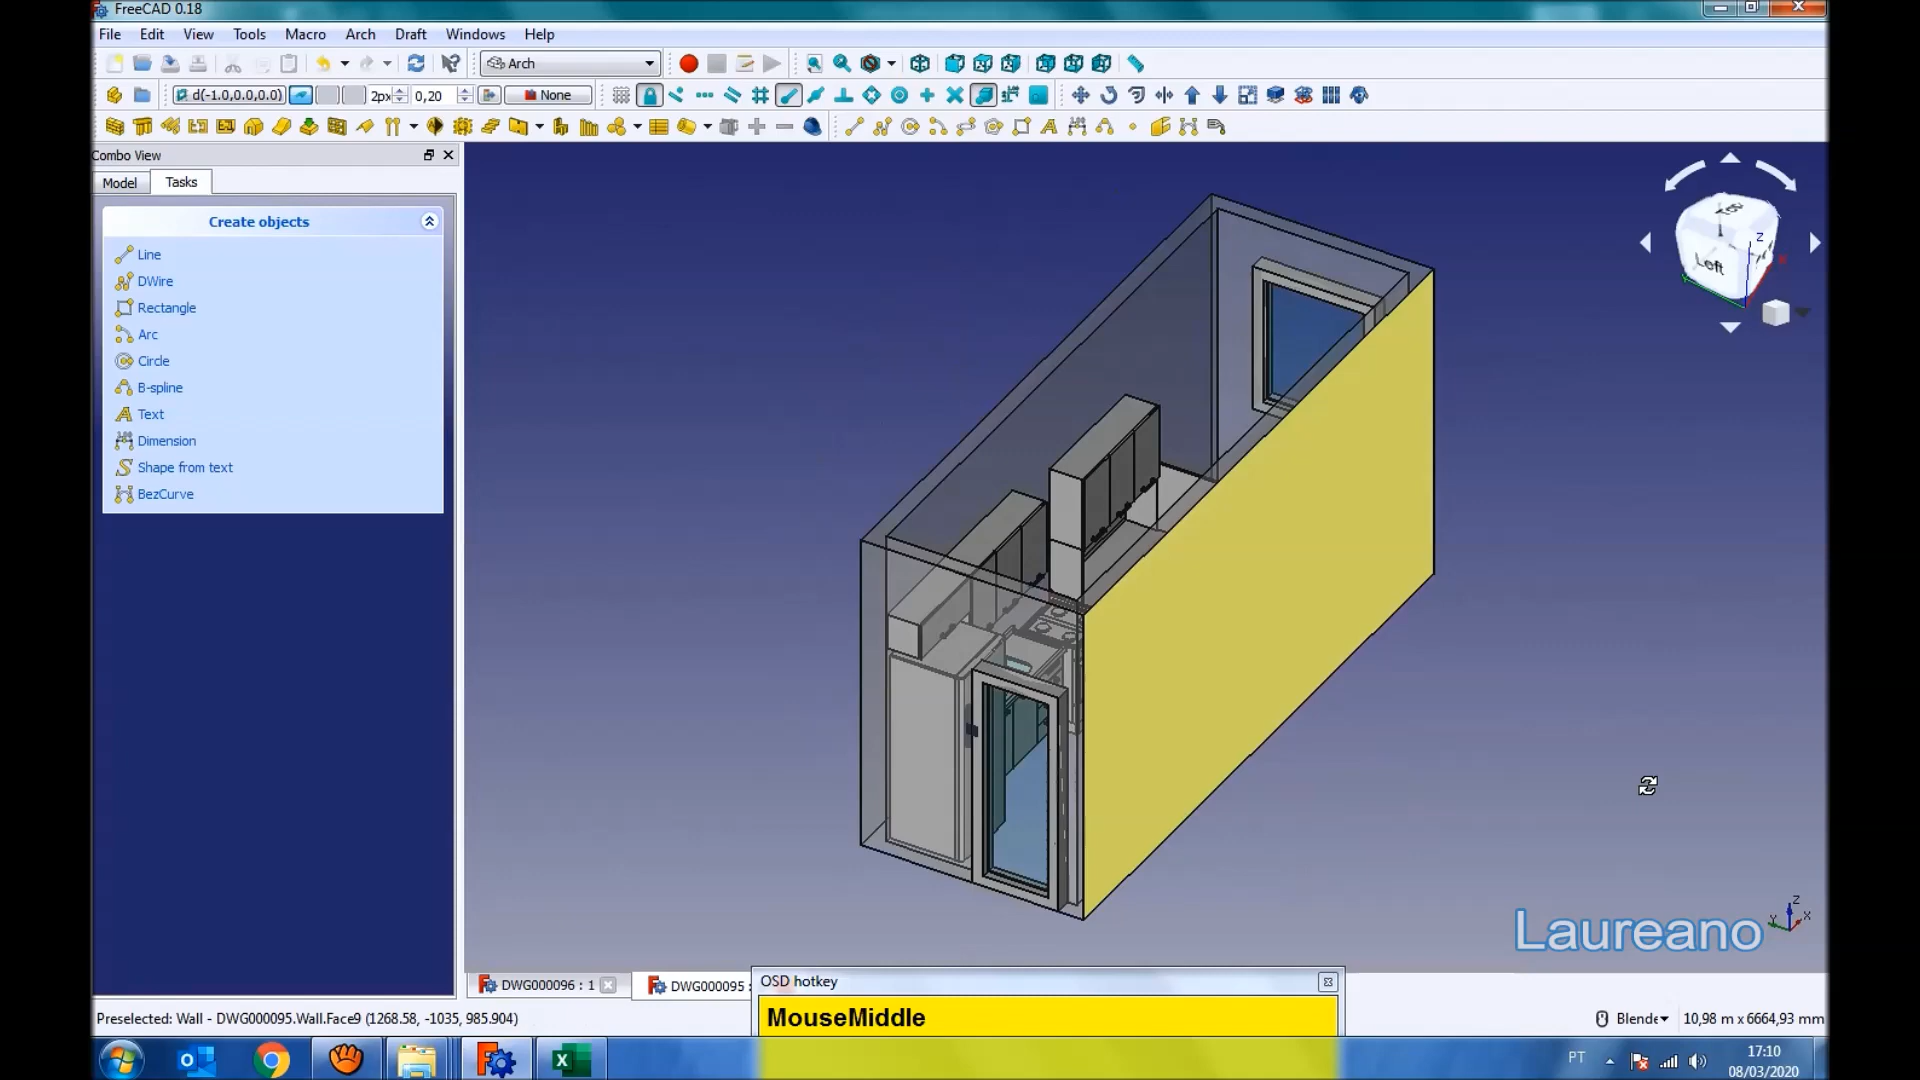 FreeCAD 0.18
File Edit View Tools Macro Arch Draft Windows Help
Arch
d(-1.0,0.0,0.0) 2px 0,20 None
Combo View
Model Tasks
Create objects
Line
DWire
Rectangle
Arc
Circle
B-spline
Text
Dimension
Shape from text
BezCurve
Left
Z
Laureano
Z
Y X
DWG000096 : 1 DWG000095 :
OSD hotkey
MouseMiddle
Preselected: Wall - DWG000095.Wall.Face9 (1268.58, -1035, 985.904)
Blende 10,98 m x 6664,93 mm
PT
17:10
08/03/2020